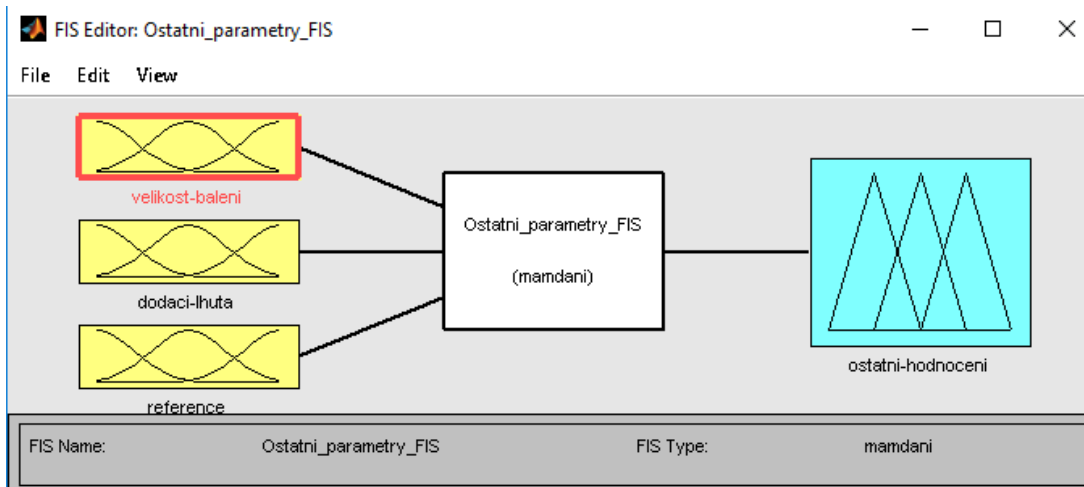 FIS Editor: Ostatni_parametry_FIS
File Edit View
velikost-baleni
dodaci-lhuta
reference
Ostatni_parametry_FIS
(mamdani)
ostatni-hodnoceni
FIS Name: Ostatni_parametry_FIS FIS Type: mamdani